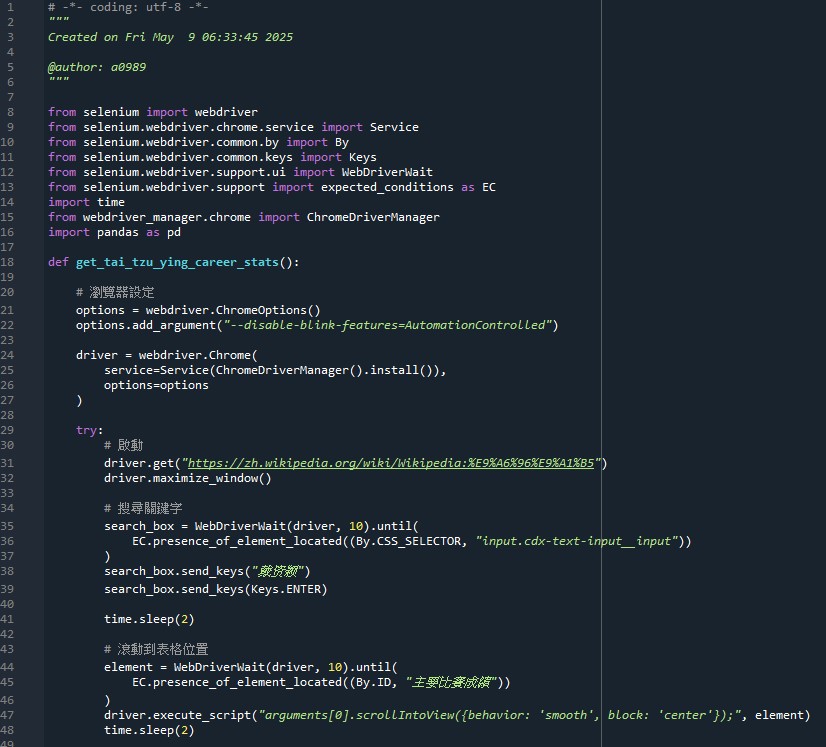 1 # -*- coding: utf-8 -*-
2 """
3 Created on Fri May  9 06:33:45 2025
4
5 @author: a0989
6 """
7
8 from selenium import webdriver
9 from selenium.webdriver.chrome.service import Service
10 from selenium.webdriver.common.by import By
11 from selenium.webdriver.common.keys import Keys
12 from selenium.webdriver.support.ui import WebDriverWait
13 from selenium.webdriver.support import expected_conditions as EC
14 import time
15 from webdriver_manager.chrome import ChromeDriverManager
16 import pandas as pd
17
18 def get_tai_tzu_ying_career_stats():
19
20     # 瀏覽器設定
21     options = webdriver.ChromeOptions()
22     options.add_argument("--disable-blink-features=AutomationControlled")
23
24     driver = webdriver.Chrome(
25         service=Service(ChromeDriverManager().install()),
26         options=options
27     )
28
29     try:
30         # 啟動
31         driver.get("https://zh.wikipedia.org/wiki/Wikipedia:%E9%A6%96%E9%A1%B5")
32         driver.maximize_window()
33
34         # 搜尋關鍵字
35         search_box = WebDriverWait(driver, 10).until(
36             EC.presence_of_element_located((By.CSS_SELECTOR, "input.cdx-text-input__input"))
37         )
38         search_box.send_keys("戴资颖")
39         search_box.send_keys(Keys.ENTER)
40
41         time.sleep(2)
42
43         # 滾動到表格位置
44         element = WebDriverWait(driver, 10).until(
45             EC.presence_of_element_located((By.ID, "主要比賽成績"))
46         )
47         driver.execute_script("arguments[0].scrollIntoView({behavior: 'smooth', block: 'center'});", element)
48         time.sleep(2)
49